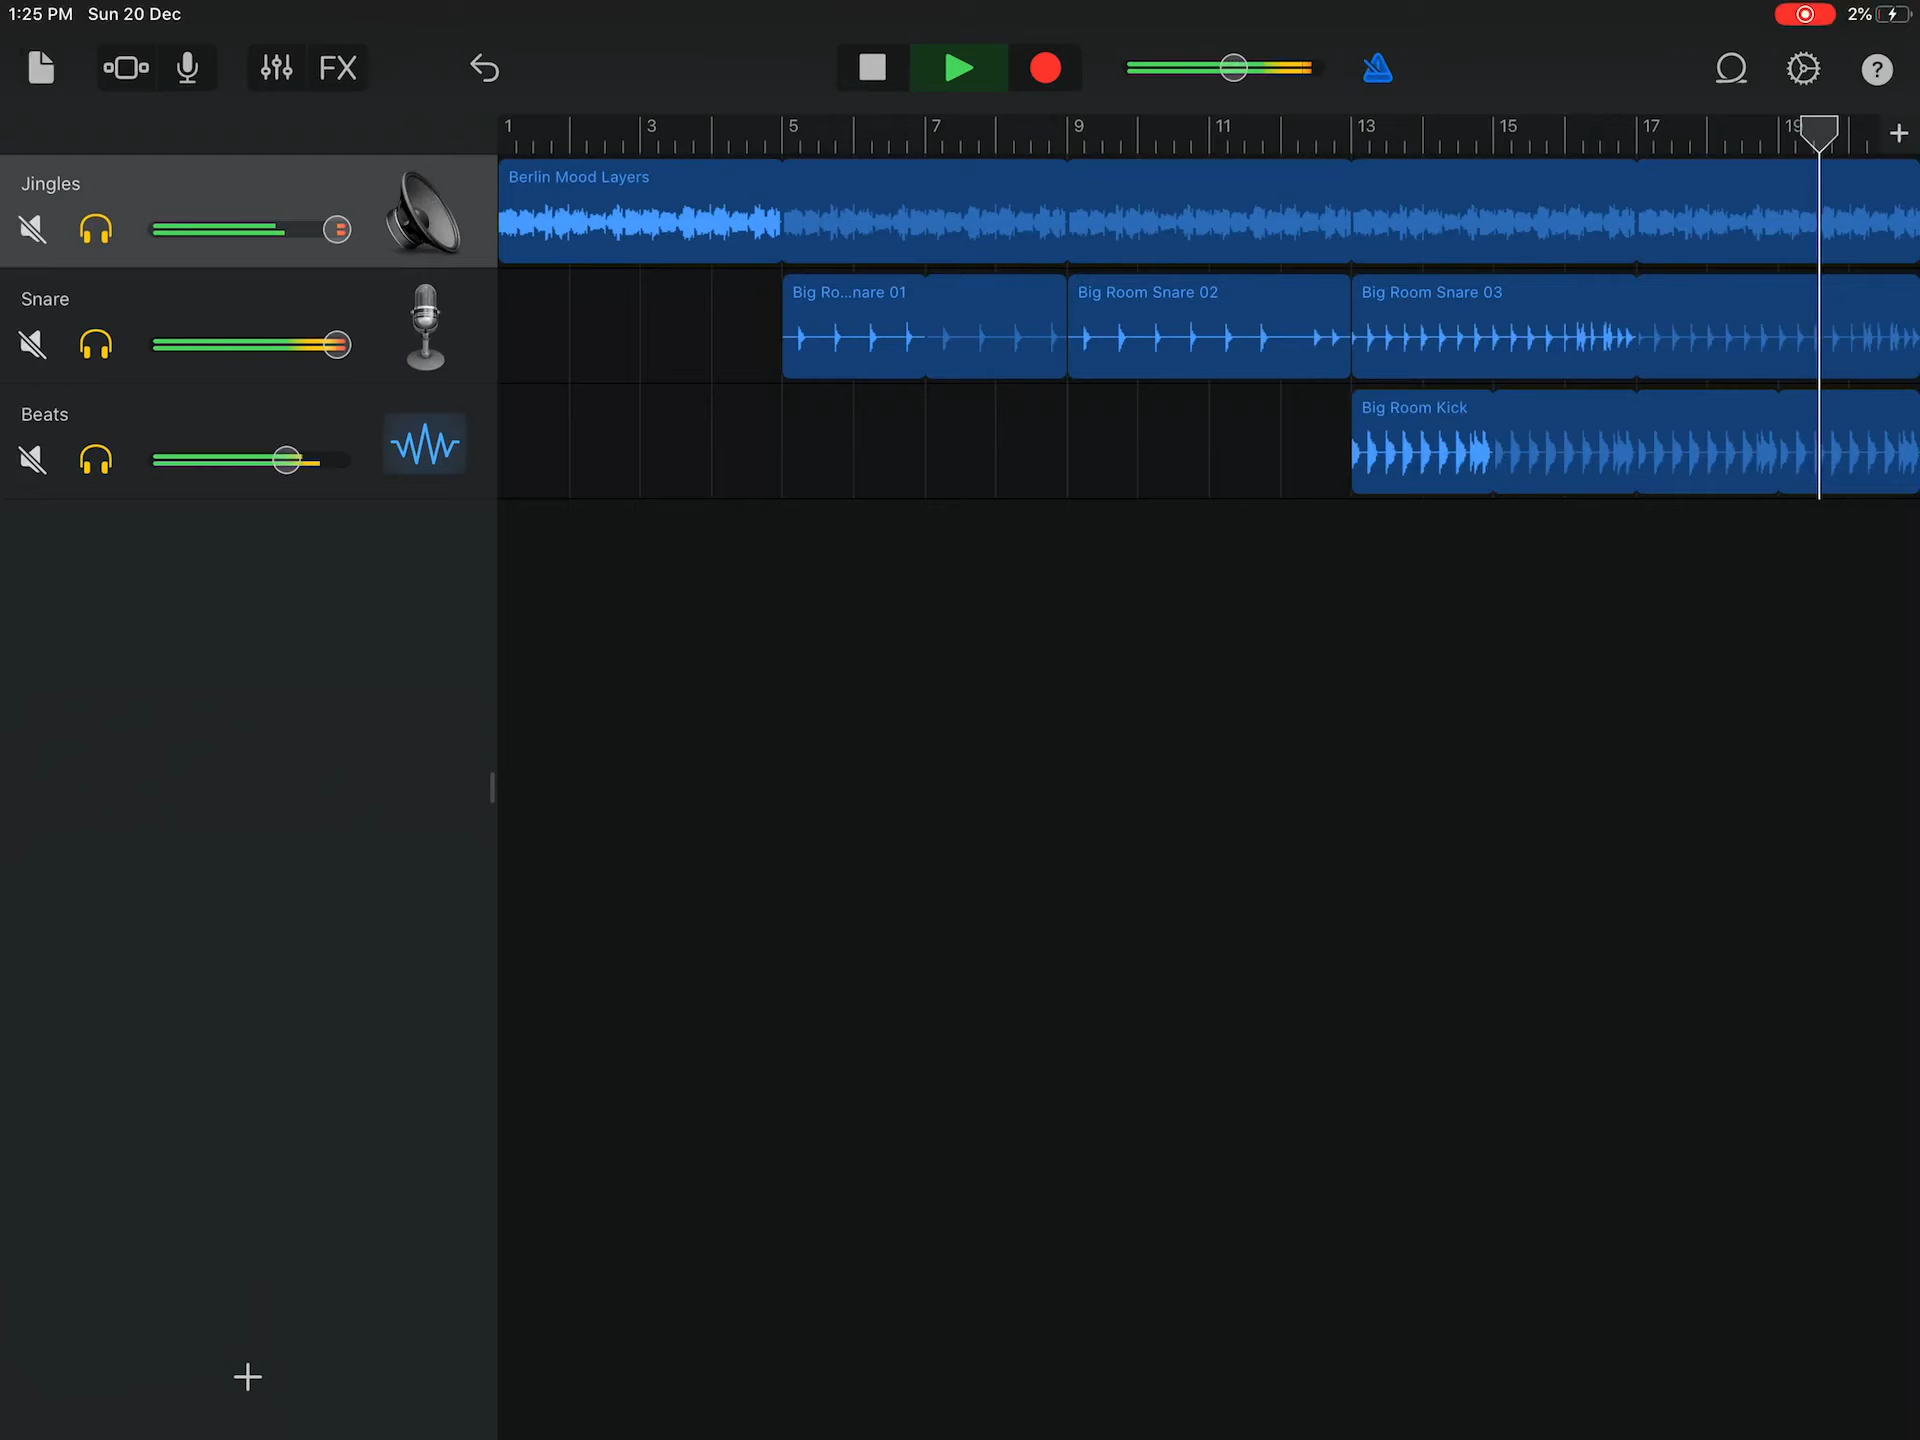 1:25 PM Sun 20 Dec 2%
FX ?
1 3 5 7 9 11 13 15 17 19
Jingles
Berlin Mood Layers
Snare
Big Ro...nare 01
Big Room Snare 02
Big Room Snare 03
Beats
Big Room Kick